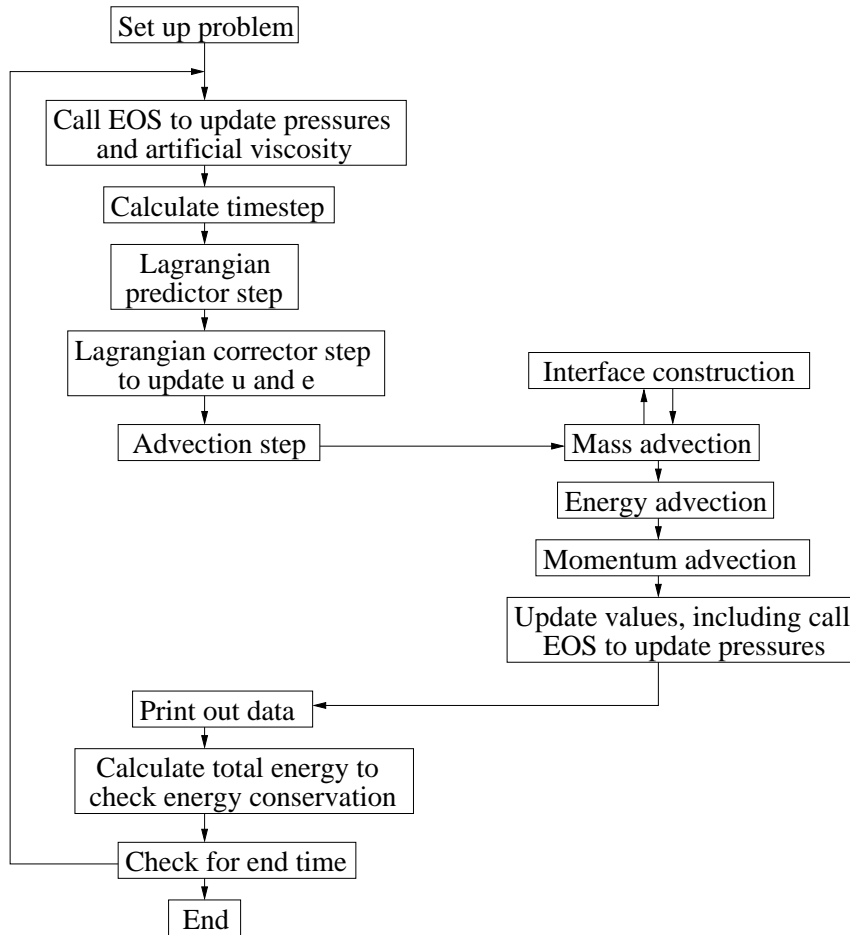 Set up problem
Call EOS to update pressures
and artificial viscosity
Calculate timestep
Lagrangian
predictor step
Lagrangian corrector step
to update u and e
Advection step
Interface construction
Mass advection
Energy advection
Momentum advection
Update values, including call
EOS to update pressures
Print out data
Calculate total energy to
check energy conservation
Check for end time
End